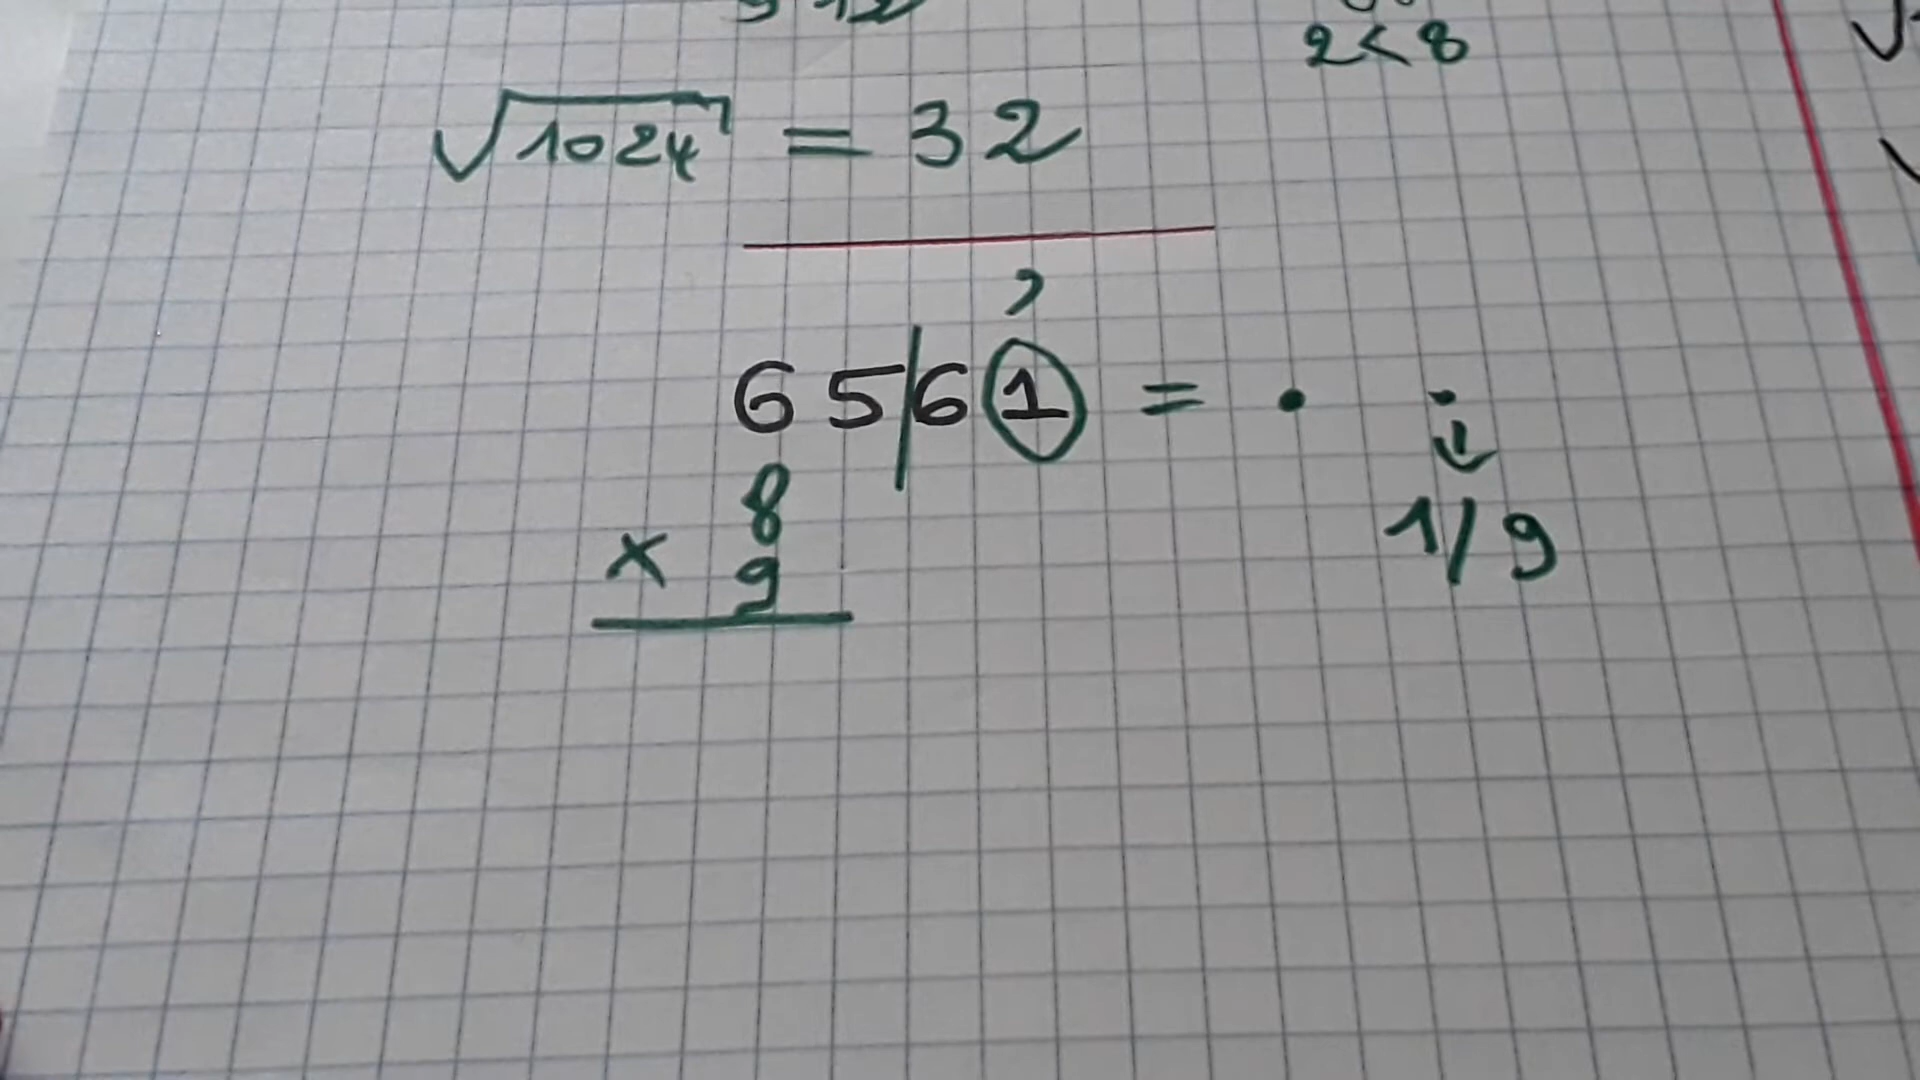 2 < 8
√1024 = 32
65/61 = . .
8
× 9
1/9